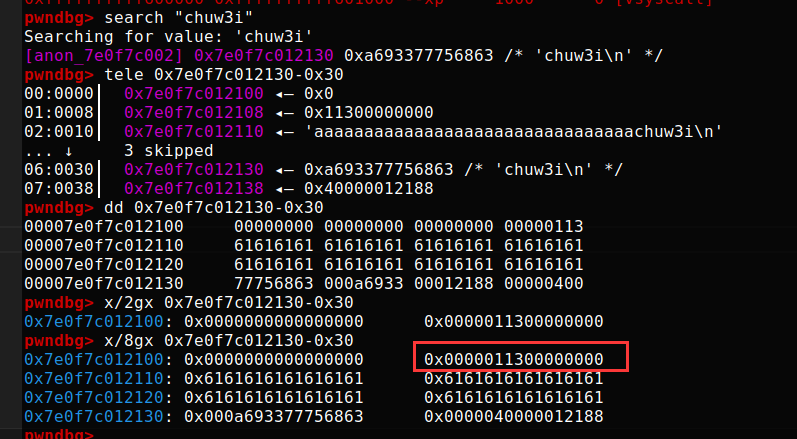 pwndbg> search "chuw3i"
Searching for value: 'chuw3i'
[anon_7e0f7c002] 0x7e0f7c012130 0xa693377756863 /* 'chuw3i\n' */
pwndbg> tele 0x7e0f7c012130-0x30
00:0000│ 0x7e0f7c012100 ◂— 0x0
01:0008│ 0x7e0f7c012108 ◂— 0x11300000000
02:0010│ 0x7e0f7c012110 ◂— 'aaaaaaaaaaaaaaaaaaaaaaaaaaaaaaaachuw3i\n'
... ↓ 3 skipped
06:0030│ 0x7e0f7c012130 ◂— 0xa693377756863 /* 'chuw3i\n' */
07:0038│ 0x7e0f7c012138 ◂— 0x40000012188
pwndbg> dd 0x7e0f7c012130-0x30
00007e0f7c012100 00000000 00000000 00000000 00000113
00007e0f7c012110 61616161 61616161 61616161 61616161
00007e0f7c012120 61616161 61616161 61616161 61616161
00007e0f7c012130 77756863 000a6933 00012188 00000400
pwndbg> x/2gx 0x7e0f7c012130-0x30
0x7e0f7c012100: 0x0000000000000000 0x0000011300000000
pwndbg> x/8gx 0x7e0f7c012130-0x30
0x7e0f7c012100: 0x0000000000000000 0x0000011300000000
0x7e0f7c012110: 0x6161616161616161 0x6161616161616161
0x7e0f7c012120: 0x6161616161616161 0x6161616161616161
0x7e0f7c012130: 0x000a693377756863 0x0000040000012188
pwndbg>